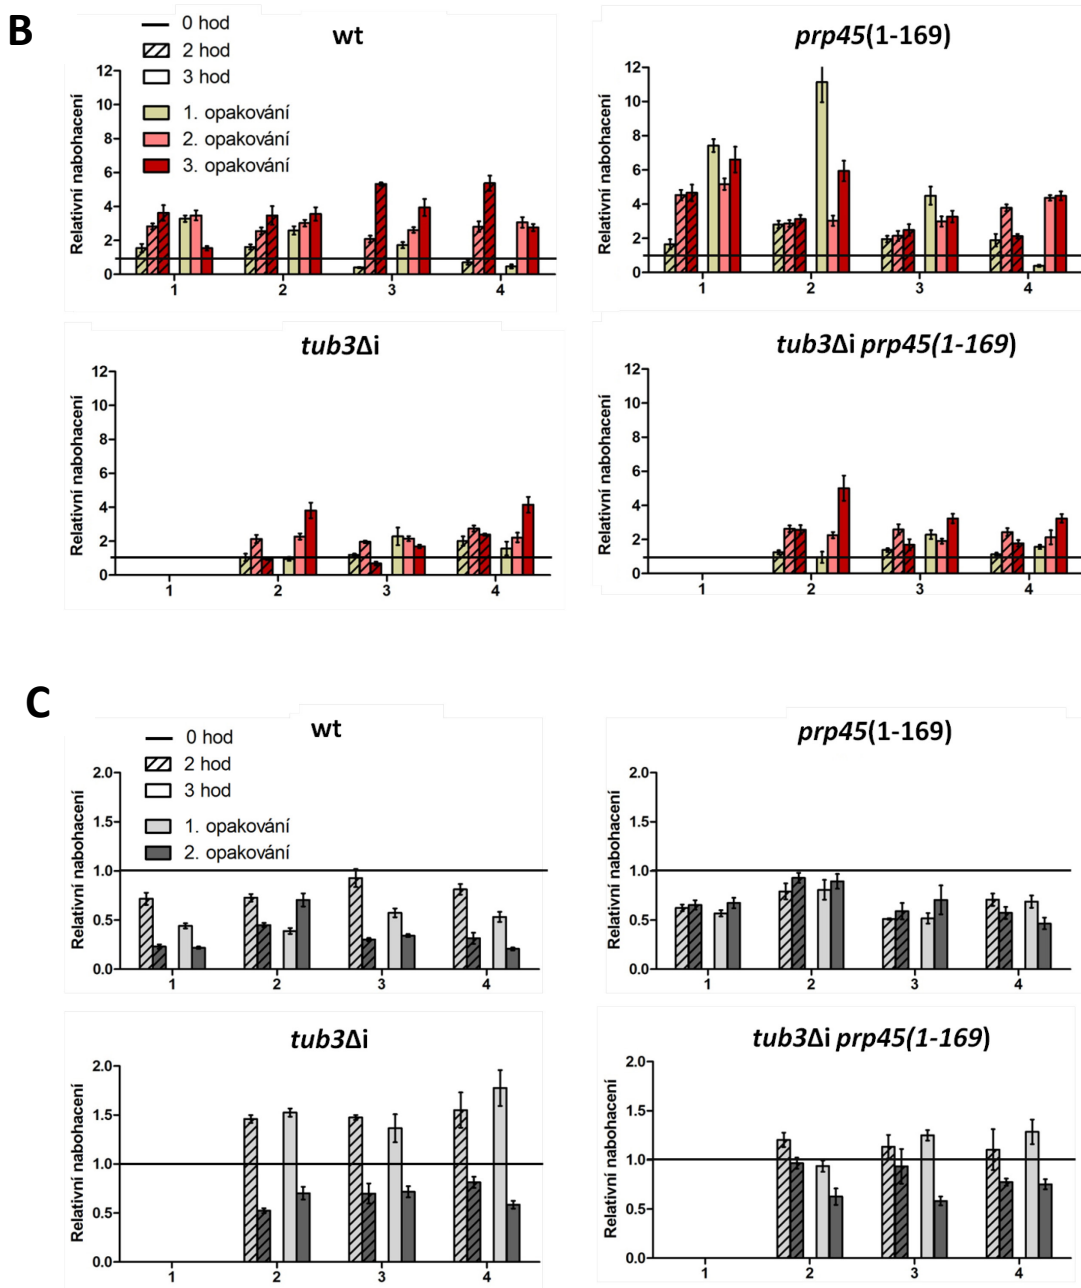 B
0 hod
2 hod
3 hod
1. opakování
2. opakování
3. opakování
wt
Relativní nabohacení
12
10
8
6
4
2
0
1 2 3 4
prp45(1-169)
Relativní nabohacení
12
10
8
6
4
2
0
1 2 3 4
tub3Δi
Relativní nabohacení
12
10
8
6
4
2
0
1 2 3 4
tub3Δi prp45(1-169)
Relativní nabohacení
12
10
8
6
4
2
0
1 2 3 4
C
0 hod
2 hod
3 hod
1. opakování
2. opakování
wt
Relativní nabohacení
2.0
1.5
1.0
0.5
0.0
1 2 3 4
prp45(1-169)
Relativní nabohacení
2.0
1.5
1.0
0.5
0.0
1 2 3 4
tub3Δi
Relativní nabohacení
2.0
1.5
1.0
0.5
0.0
1 2 3 4
tub3Δi prp45(1-169)
Relativní nabohacení
2.0
1.5
1.0
0.5
0.0
1 2 3 4